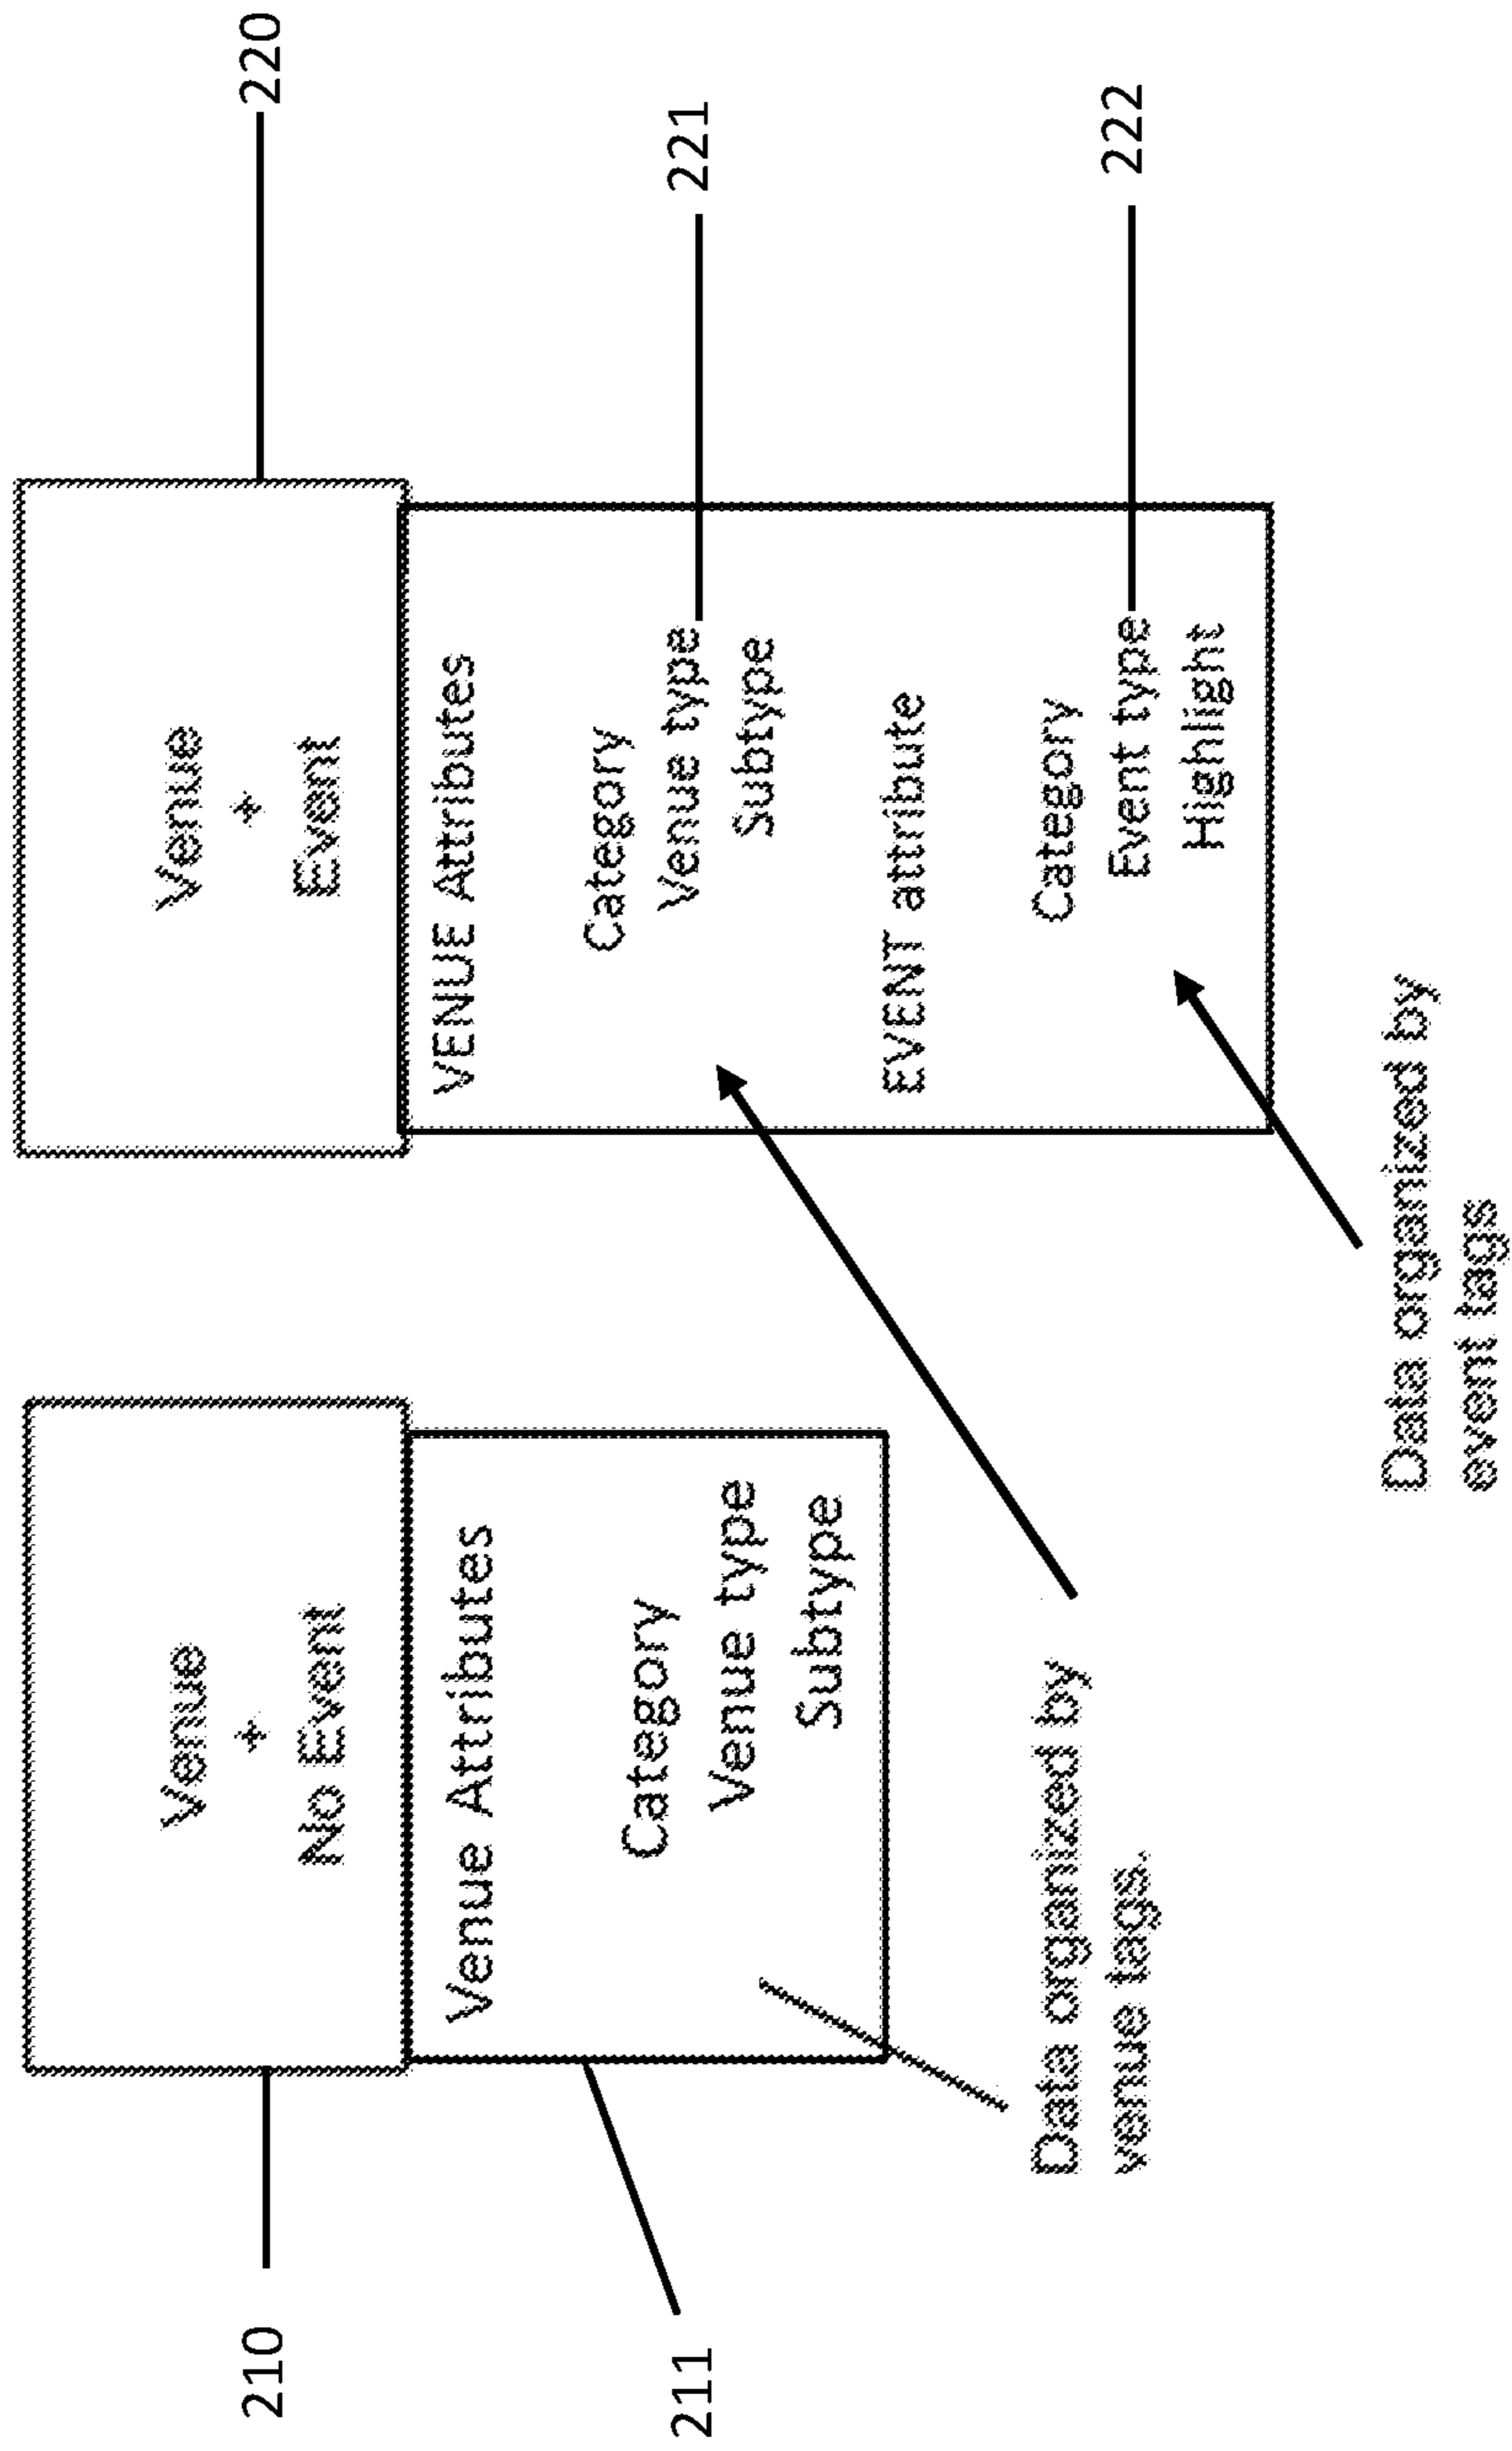 210
Venue
+
No Event
211
Venue Attributes
Category
Venue type
Subtype
Data organized by
venue tags.
Venue
+
Event
220
VENUE Attributes
Category
Venue type
Subtype
221
EVENT attribute
Category
Event type
Highlight
222
Data organized by
event tags